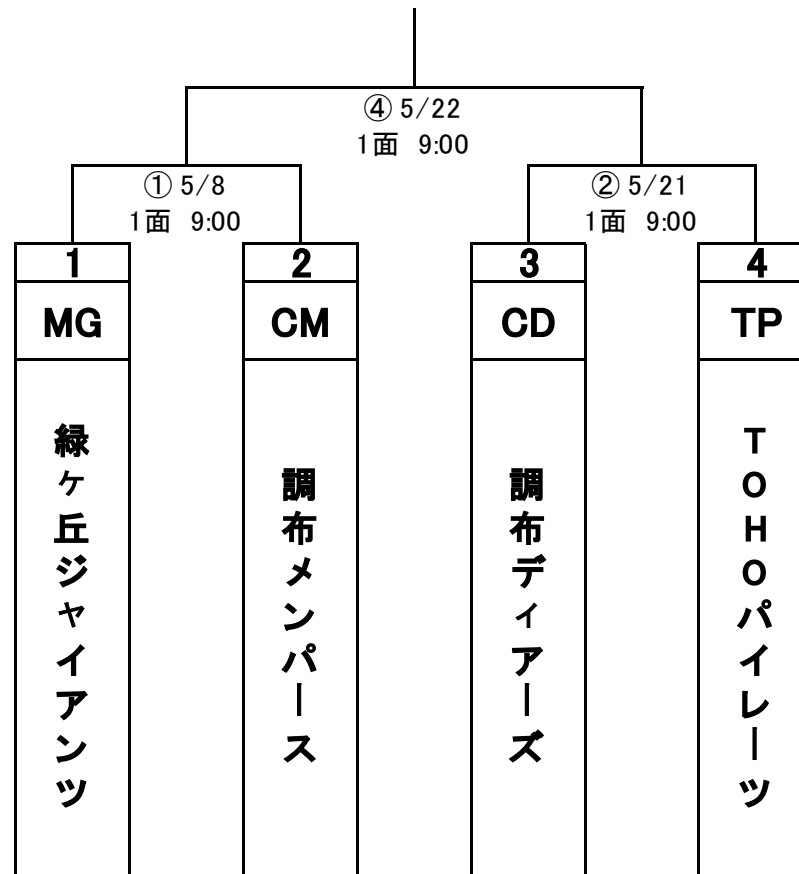 ④ 5/22
1面 9:00
① 5/8
1面 9:00
② 5/21
1面 9:00
1
2
3
4
MG
CM
CD
TP
緑ヶ丘ジャイアンツ
調布メンパース
調布ディアーズ
TOHOパイレーツ